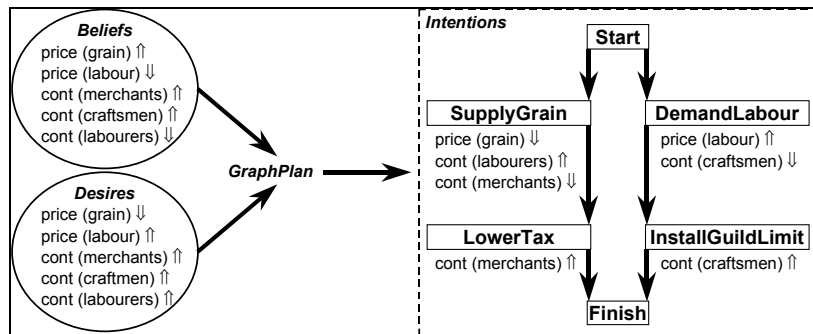 Beliefs
price (grain) ⇑
price (labour) ⇓
cont (merchants) ⇑
cont (craftsmen) ⇑
cont (labourers) ⇓
Desires
price (grain) ⇓
price (labour) ⇑
cont (merchants) ⇑
cont (craftmen) ⇑
cont (labourers) ⇑
GraphPlan
Intentions
Start
SupplyGrain
price (grain) ⇓
cont (labourers) ⇑
cont (merchants) ⇓
DemandLabour
price (labour) ⇑
cont (craftsmen) ⇓
LowerTax
cont (merchants) ⇑
InstallGuildLimit
cont (craftsmen) ⇑
Finish